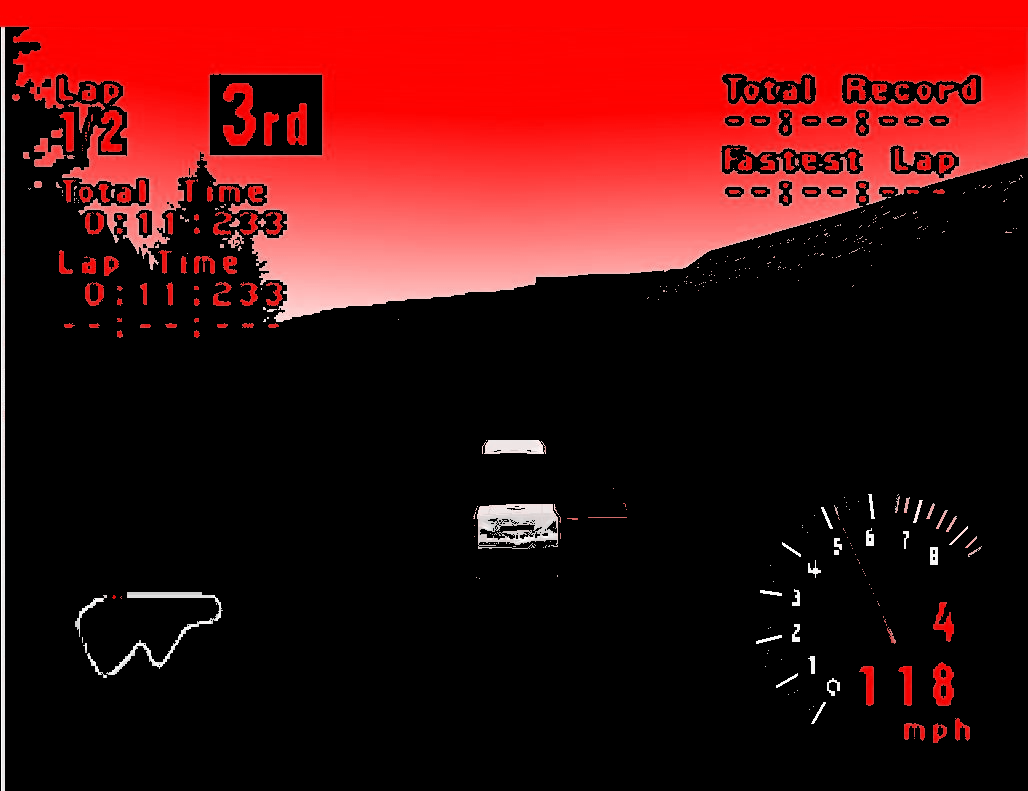 Lap
1/2
3rd
Total Time
0:11:233
Lap Time
0:11:233
--:--:---
Total Record
--:--:---
Fastest Lap
--:--:---
0 1 2 3 4 5 6 7 8
4
118
mph